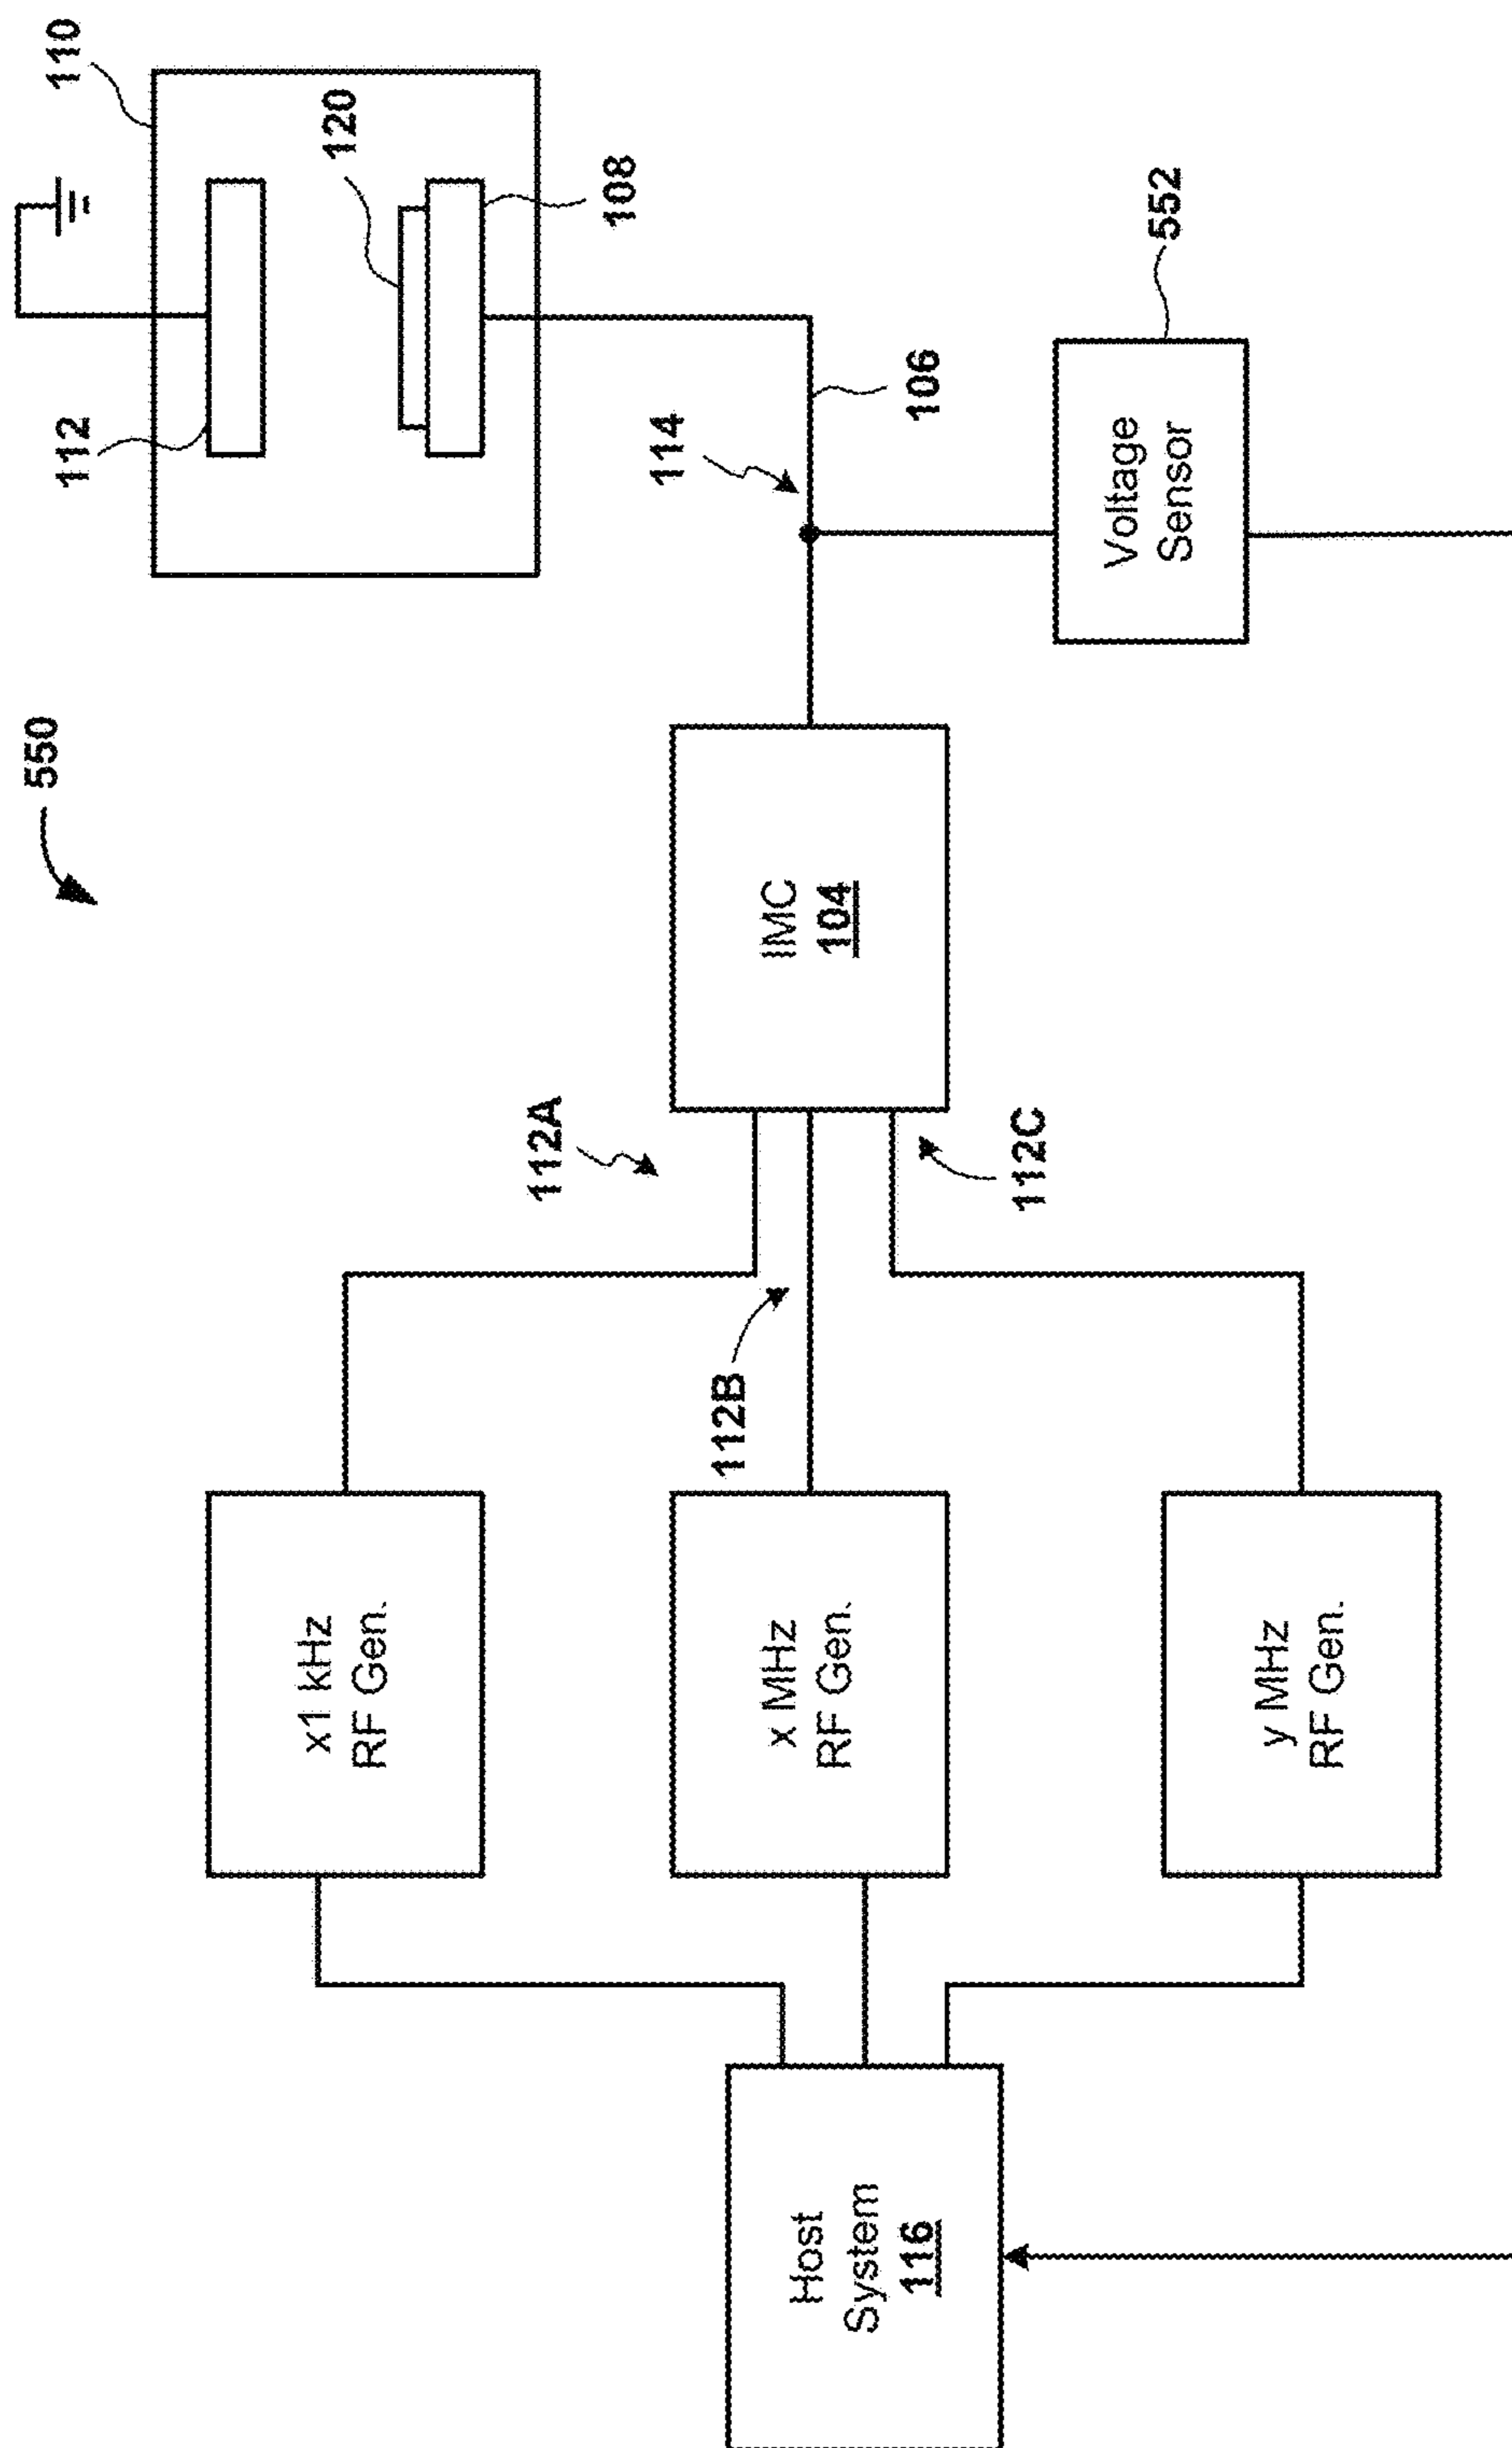 550
110
112
120
108
114
106
552
Voltage
Sensor
IMC
104
112A
112B
112C
x1 kHz
RF Gen.
x MHz
RF Gen.
y MHz
RF Gen.
Host
System
116